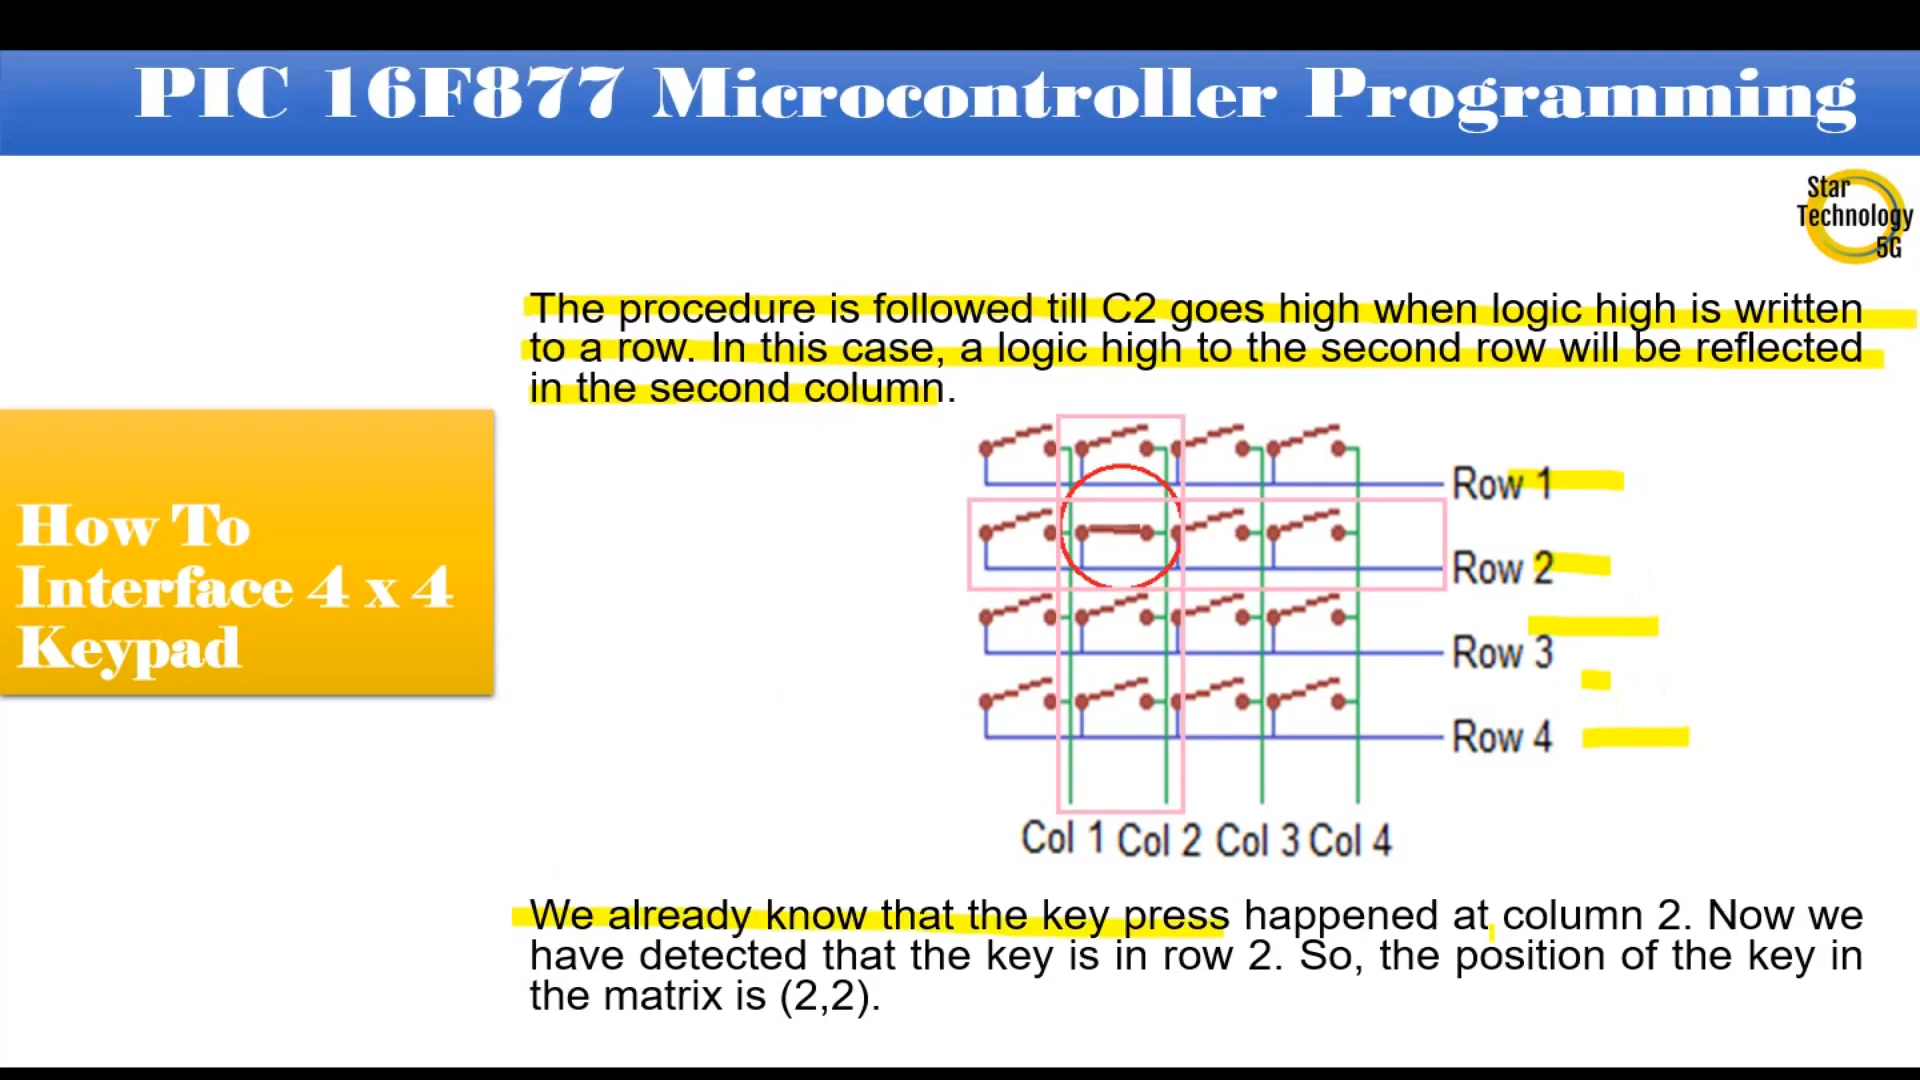 PIC 16F877 Microcontroller Programming
Star
Technology
5G
The procedure is followed till C2 goes high when logic high is written
to a row. In this case, a logic high to the second row will be reflected
in the second column.
How To
Interface 4 x 4
Keypad
Row 1
Row 2
Row 3
Row 4
Col 1 Col 2 Col 3 Col 4
We already know that the key press happened at column 2. Now we
have detected that the key is in row 2. So, the position of the key in
the matrix is (2,2).